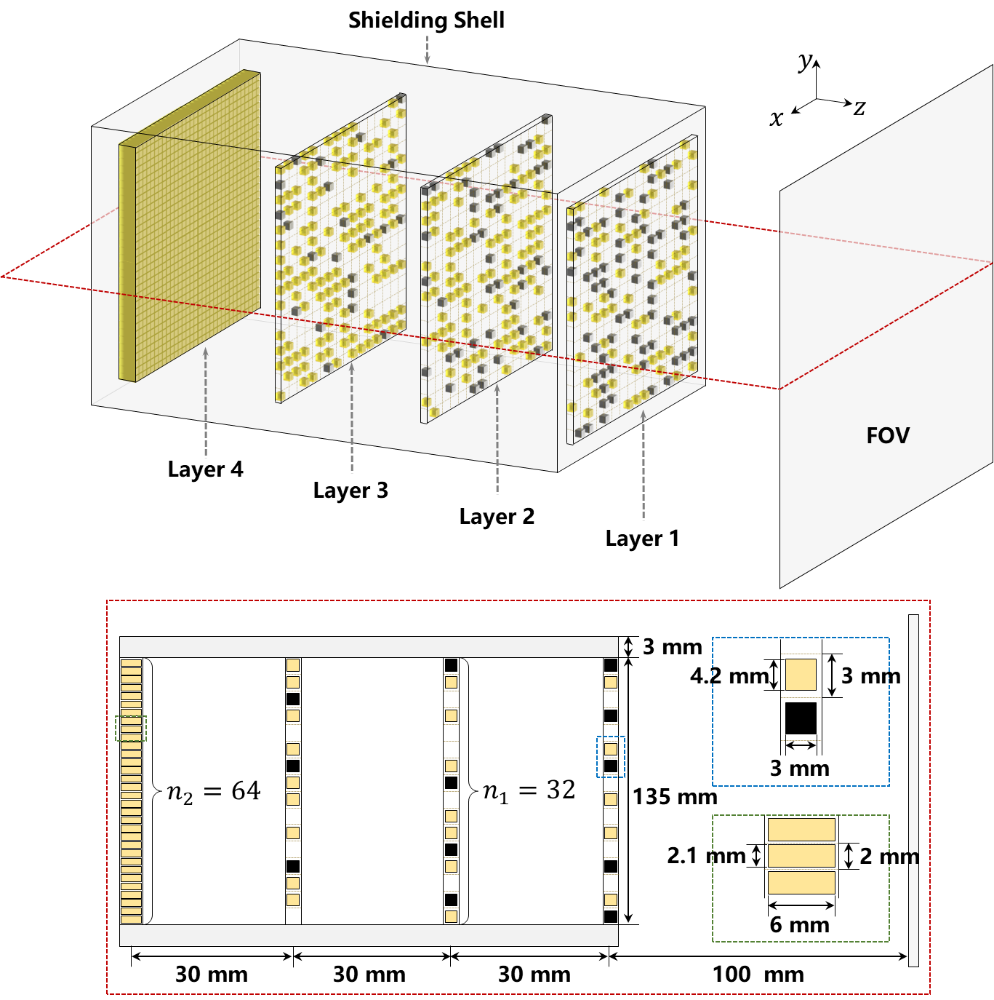 Shielding Shell
y
x
z
FOV
Layer 4
Layer 3
Layer 2
Layer 1
3 mm
4.2 mm
3 mm
3 mm
n₂ = 64
n₁ = 32
135 mm
2.1 mm
2 mm
6 mm
30 mm
30 mm
30 mm
100 mm